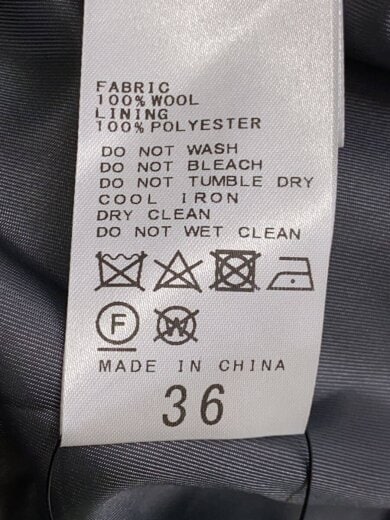 FABRIC
100% WOOL
LINING
100% POLYESTER
DO NOT WASH
DO NOT BLEACH
DO NOT TUMBLE DRY
COOL IRON
DRY CLEAN
DO NOT WET CLEAN
F W
MADE IN CHINA
36